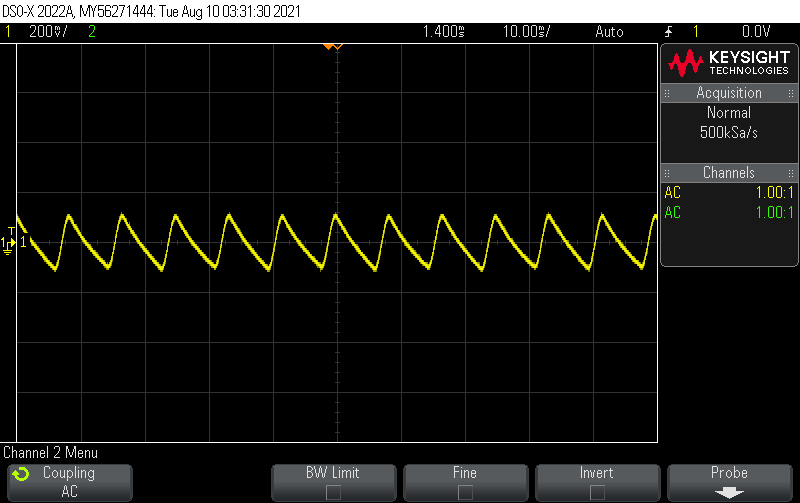 DSO-X 2022A, MY56271444: Tue Aug 10 03:31:30 2021
1 200mV/ 2 1.400ms 10.00ms/ Auto 1 0.0V
KEYSIGHT
TECHNOLOGIES
Acquisition
Normal
500kSa/s
Channels
AC 1.00:1
AC 1.00:1
T
1 1
Channel 2 Menu
Coupling
AC
BW Limit
Fine
Invert
Probe